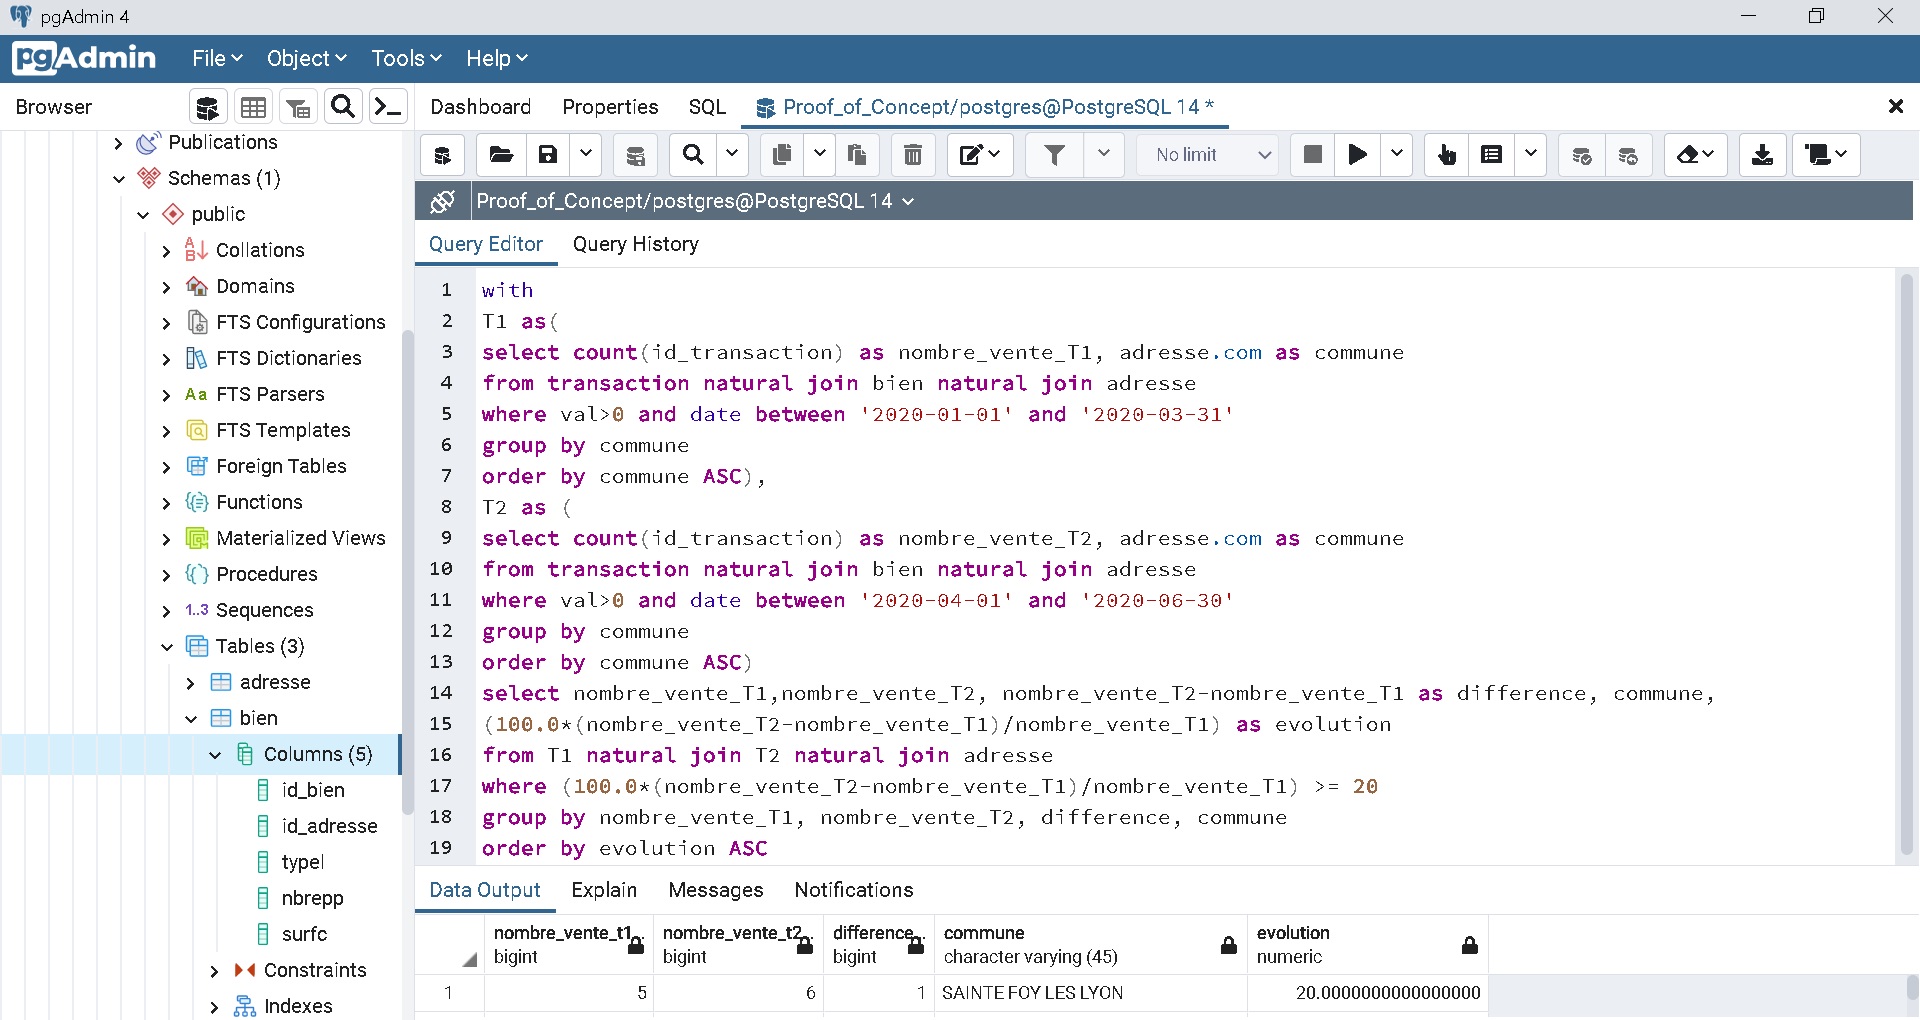 pgAdmin 4
pgAdmin File Object Tools Help
Browser
Dashboard Properties SQL Proof_of_Concept/postgres@PostgreSQL 14 *
No limit
Proof_of_Concept/postgres@PostgreSQL 14
Query Editor Query History
Publications
Schemas (1)
public
Collations
Domains
FTS Configurations
FTS Dictionaries
Aa FTS Parsers
FTS Templates
Foreign Tables
Functions
Materialized Views
Procedures
1..3 Sequences
Tables (3)
adresse
bien
Columns (5)
id_bien
id_adresse
typel
nbrepp
surfc
Constraints
Indexes
1 with
2 T1 as(
3 select count(id_transaction) as nombre_vente_T1, adresse.com as commune
4 from transaction natural join bien natural join adresse
5 where val>0 and date between '2020-01-01' and '2020-03-31'
6 group by commune
7 order by commune ASC),
8 T2 as (
9 select count(id_transaction) as nombre_vente_T2, adresse.com as commune
10 from transaction natural join bien natural join adresse
11 where val>0 and date between '2020-04-01' and '2020-06-30'
12 group by commune
13 order by commune ASC)
14 select nombre_vente_T1,nombre_vente_T2, nombre_vente_T2-nombre_vente_T1 as difference, commune,
15 (100.0*(nombre_vente_T2-nombre_vente_T1)/nombre_vente_T1) as evolution
16 from T1 natural join T2 natural join adresse
17 where (100.0*(nombre_vente_T2-nombre_vente_T1)/nombre_vente_T1) >= 20
18 group by nombre_vente_T1, nombre_vente_T2, difference, commune
19 order by evolution ASC
Data Output Explain Messages Notifications
nombre_vente_t1.. nombre_vente_t2.. difference.. commune evolution
bigint bigint bigint character varying (45) numeric
1 5 6 1 SAINTE FOY LES LYON 20.0000000000000000